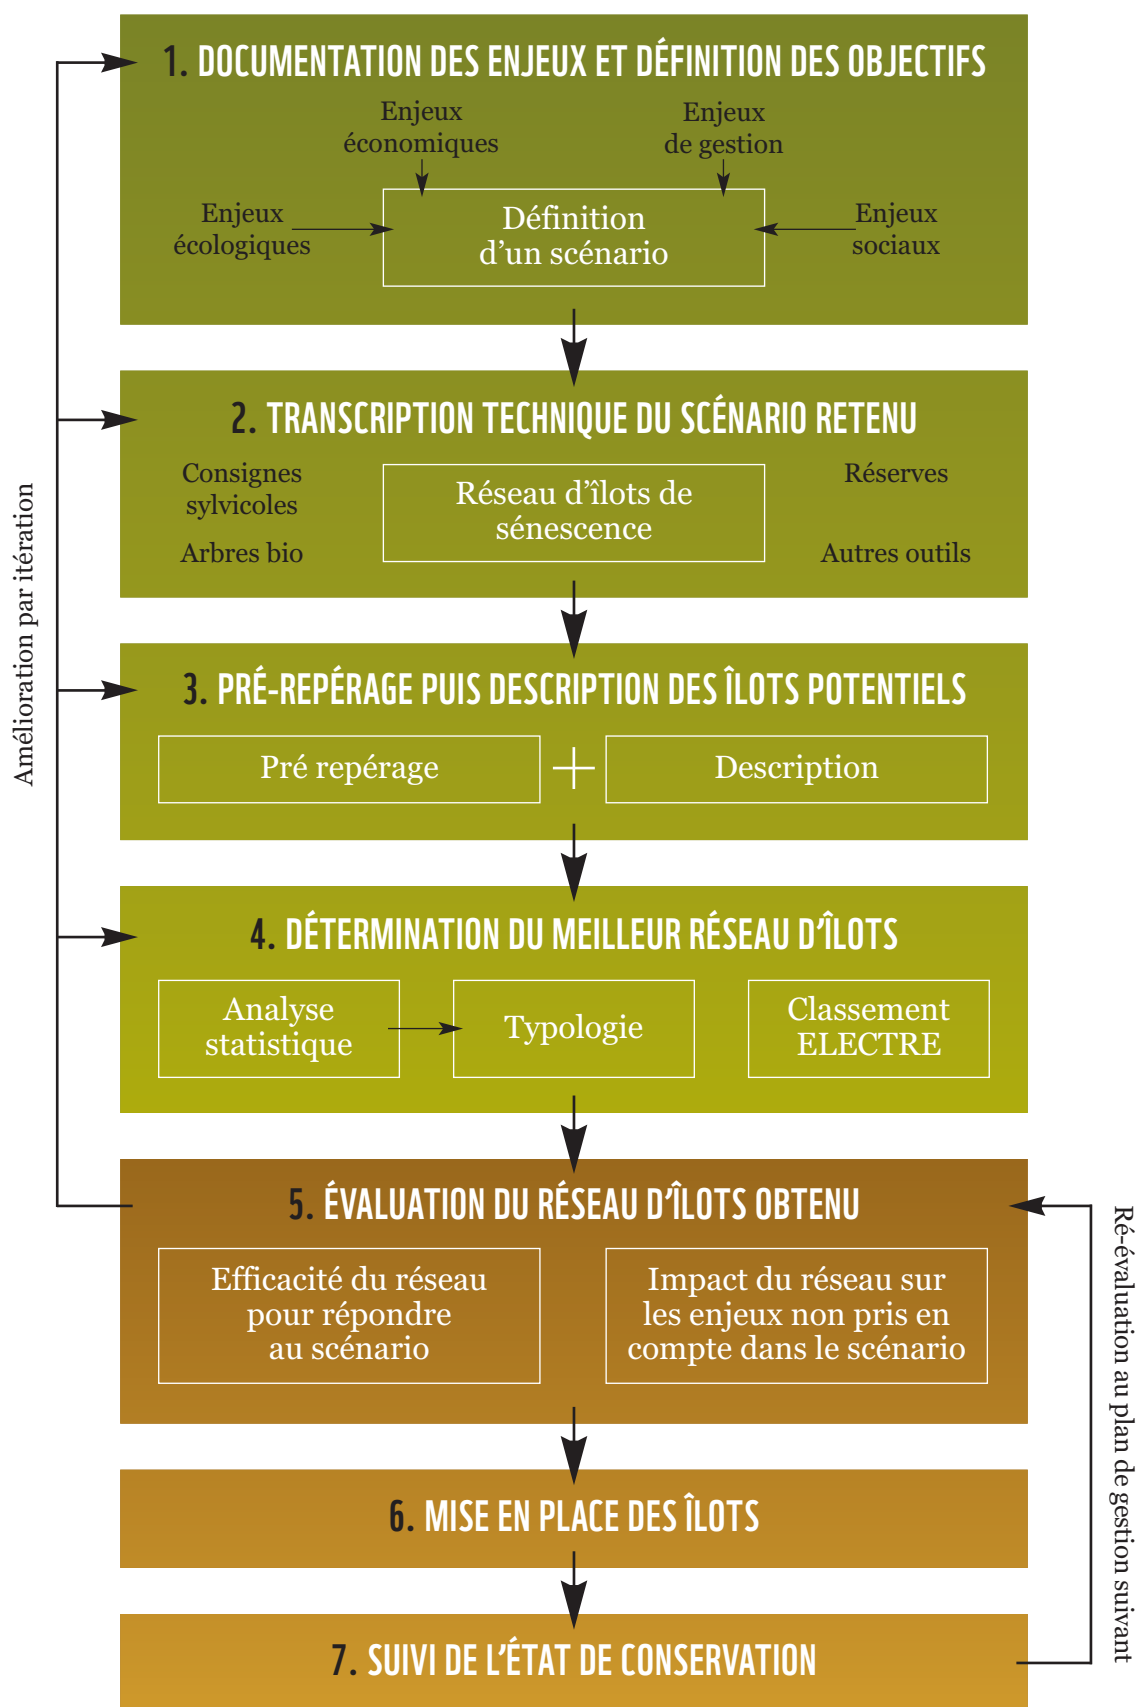 1. DOCUMENTATION DES ENJEUX ET DÉFINITION DES OBJECTIFS
Enjeux
économiques
Enjeux
de gestion
Enjeux
écologiques
Définition
d’un scénario
Enjeux
sociaux
2. TRANSCRIPTION TECHNIQUE DU SCÉNARIO RETENU
Consignes
sylvicoles
Arbres bio
Réseau d’îlots de
sénescence
Réserves
Autres outils
3. PRÉ-REPÉRAGE PUIS DESCRIPTION DES ÎLOTS POTENTIELS
Pré repérage
Description
4. DÉTERMINATION DU MEILLEUR RÉSEAU D’ÎLOTS
Analyse
statistique
Typologie
Classement
ELECTRE
5. ÉVALUATION DU RÉSEAU D’ÎLOTS OBTENU
Efficacité du réseau
pour répondre
au scénario
Impact du réseau sur
les enjeux non pris en
compte dans le scénario
6. MISE EN PLACE DES ÎLOTS
7. SUIVI DE L’ÉTAT DE CONSERVATION
Amélioration par itération
Ré-évaluation au plan de gestion suivant